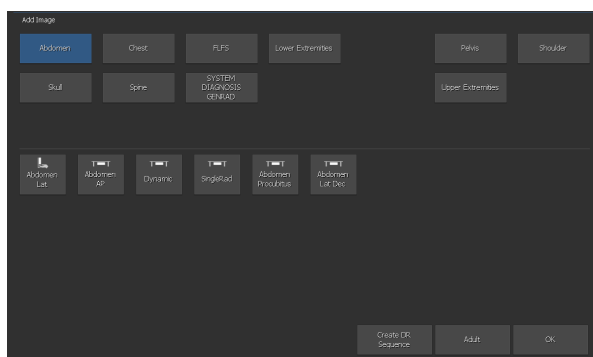 Add Image
Abdomen
Chest
FLFS
Lower Extremities
Pelvis
Shoulder
Skull
Spine
SYSTEM
DIAGNOSIS
GENRAD
Upper Extremities
Abdomen
Lat
Abdomen
AP
Dynamic
SingleRad
Abdomen
Procubitus
Abdomen
Lat Dec
Create DR
Sequence
Adult
OK